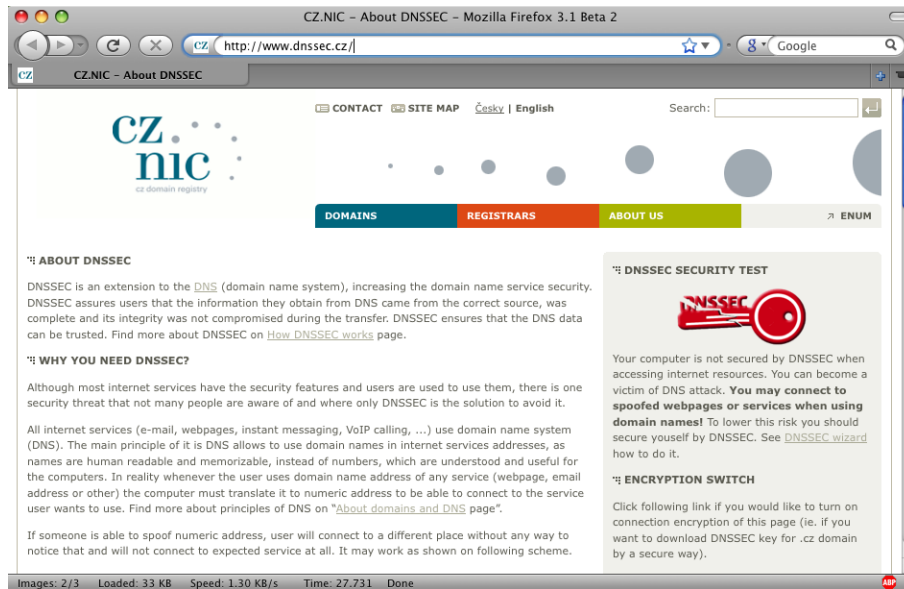 CZ.NIC – About DNSSEC – Mozilla Firefox 3.1 Beta 2
CZ http://www.dnssec.cz/
Google
CZ CZ.NIC – About DNSSEC
CONTACT SITE MAP Česky | English Search:
CZ
nic
cz domain registry
DOMAINS REGISTRARS ABOUT US ENUM
ABOUT DNSSEC
DNSSEC is an extension to the DNS (domain name system), increasing the domain name service security.
DNSSEC assures users that the information they obtain from DNS came from the correct source, was
complete and its integrity was not compromised during the transfer. DNSSEC ensures that the DNS data
can be trusted. Find more about DNSSEC on How DNSSEC works page.
WHY YOU NEED DNSSEC?
Although most internet services have the security features and users are used to use them, there is one
security threat that not many people are aware of and where only DNSSEC is the solution to avoid it.
All internet services (e-mail, webpages, instant messaging, VoIP calling, ...) use domain name system
(DNS). The main principle of it is DNS allows to use domain names in internet services addresses, as
names are human readable and memorizable, instead of numbers, which are understood and useful for
the computers. In reality whenever the user uses domain name address of any service (webpage, email
address or other) the computer must translate it to numeric address to be able to connect to the service
user wants to use. Find more about principles of DNS on “About domains and DNS page”.
If someone is able to spoof numeric address, user will connect to a different place without any way to
notice that and will not connect to expected service at all. It may work as shown on following scheme.
DNSSEC SECURITY TEST
DNSSEC
Your computer is not secured by DNSSEC when
accessing internet resources. You can become a
victim of DNS attack. You may connect to
spoofed webpages or services when using
domain names! To lower this risk you should
secure youself by DNSSEC. See DNSSEC wizard
how to do it.
ENCRYPTION SWITCH
Click following link if you would like to turn on
connection encryption of this page (ie. if you
want to download DNSSEC key for .cz domain
by a secure way).
Images: 2/3 Loaded: 33 KB Speed: 1.30 KB/s Time: 27.731 Done
ABP